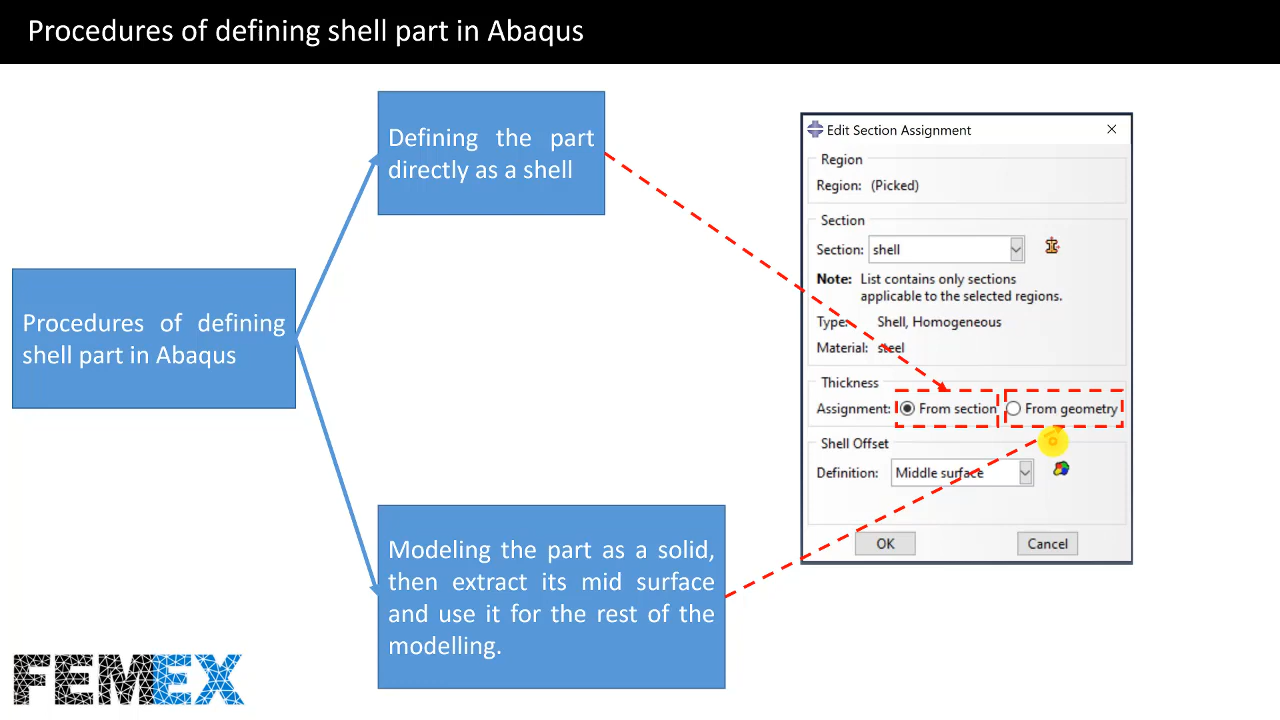 Procedures of defining shell part in Abaqus
Defining the part
directly as a shell
Procedures of defining
shell part in Abaqus
Modeling the part as a solid,
then extract its mid surface
and use it for the rest of the
modelling.
Edit Section Assignment
Region
Region: (Picked)
Section
Section: shell
Note: List contains only sections
applicable to the selected regions.
Type: Shell, Homogeneous
Material: steel
Thickness
Assignment: From section From geometry
Shell Offset
Definition: Middle surface
OK Cancel
FEMEX